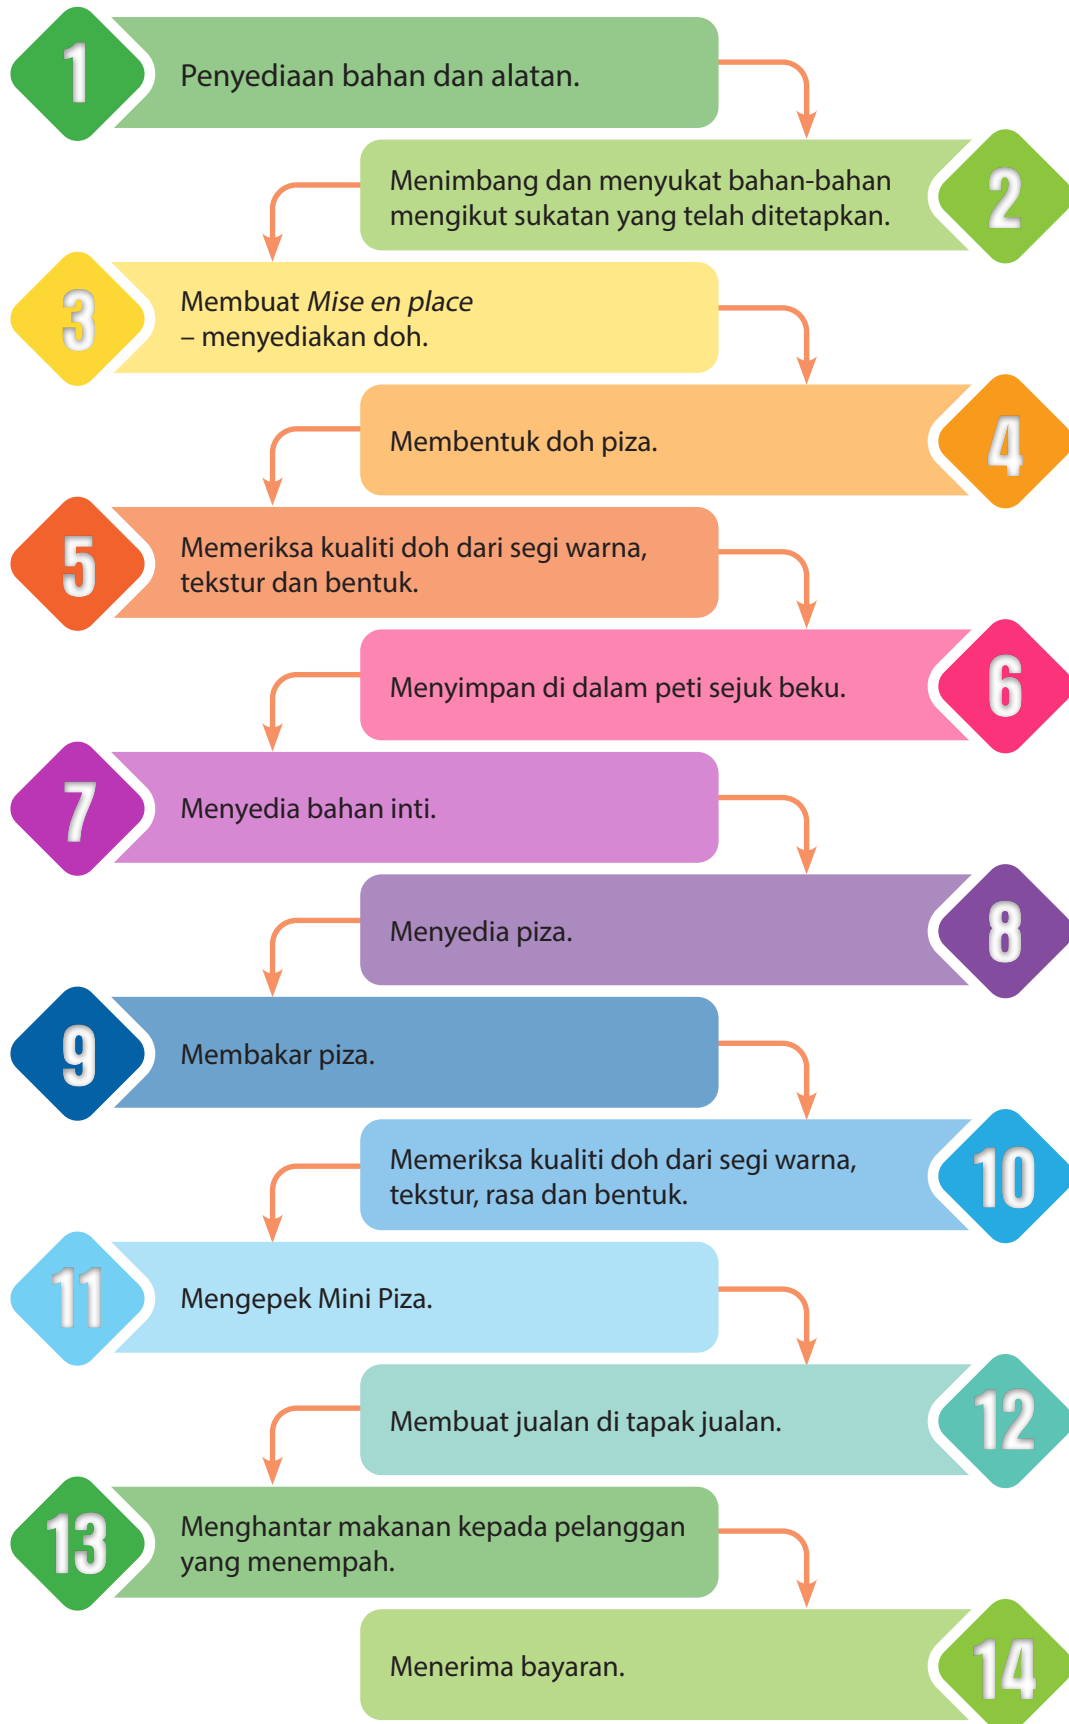 1
Penyediaan bahan dan alatan.
2
Menimbang dan menyukat bahan-bahan
mengikut sukatan yang telah ditetapkan.
3
Membuat Mise en place
– menyediakan doh.
4
Membentuk doh piza.
5
Memeriksa kualiti doh dari segi warna,
tekstur dan bentuk.
6
Menyimpan di dalam peti sejuk beku.
7
Menyedia bahan inti.
8
Menyedia piza.
9
Membakar piza.
10
Memeriksa kualiti doh dari segi warna,
tekstur, rasa dan bentuk.
11
Mengepek Mini Piza.
12
Membuat jualan di tapak jualan.
13
Menghantar makanan kepada pelanggan
yang menempah.
14
Menerima bayaran.